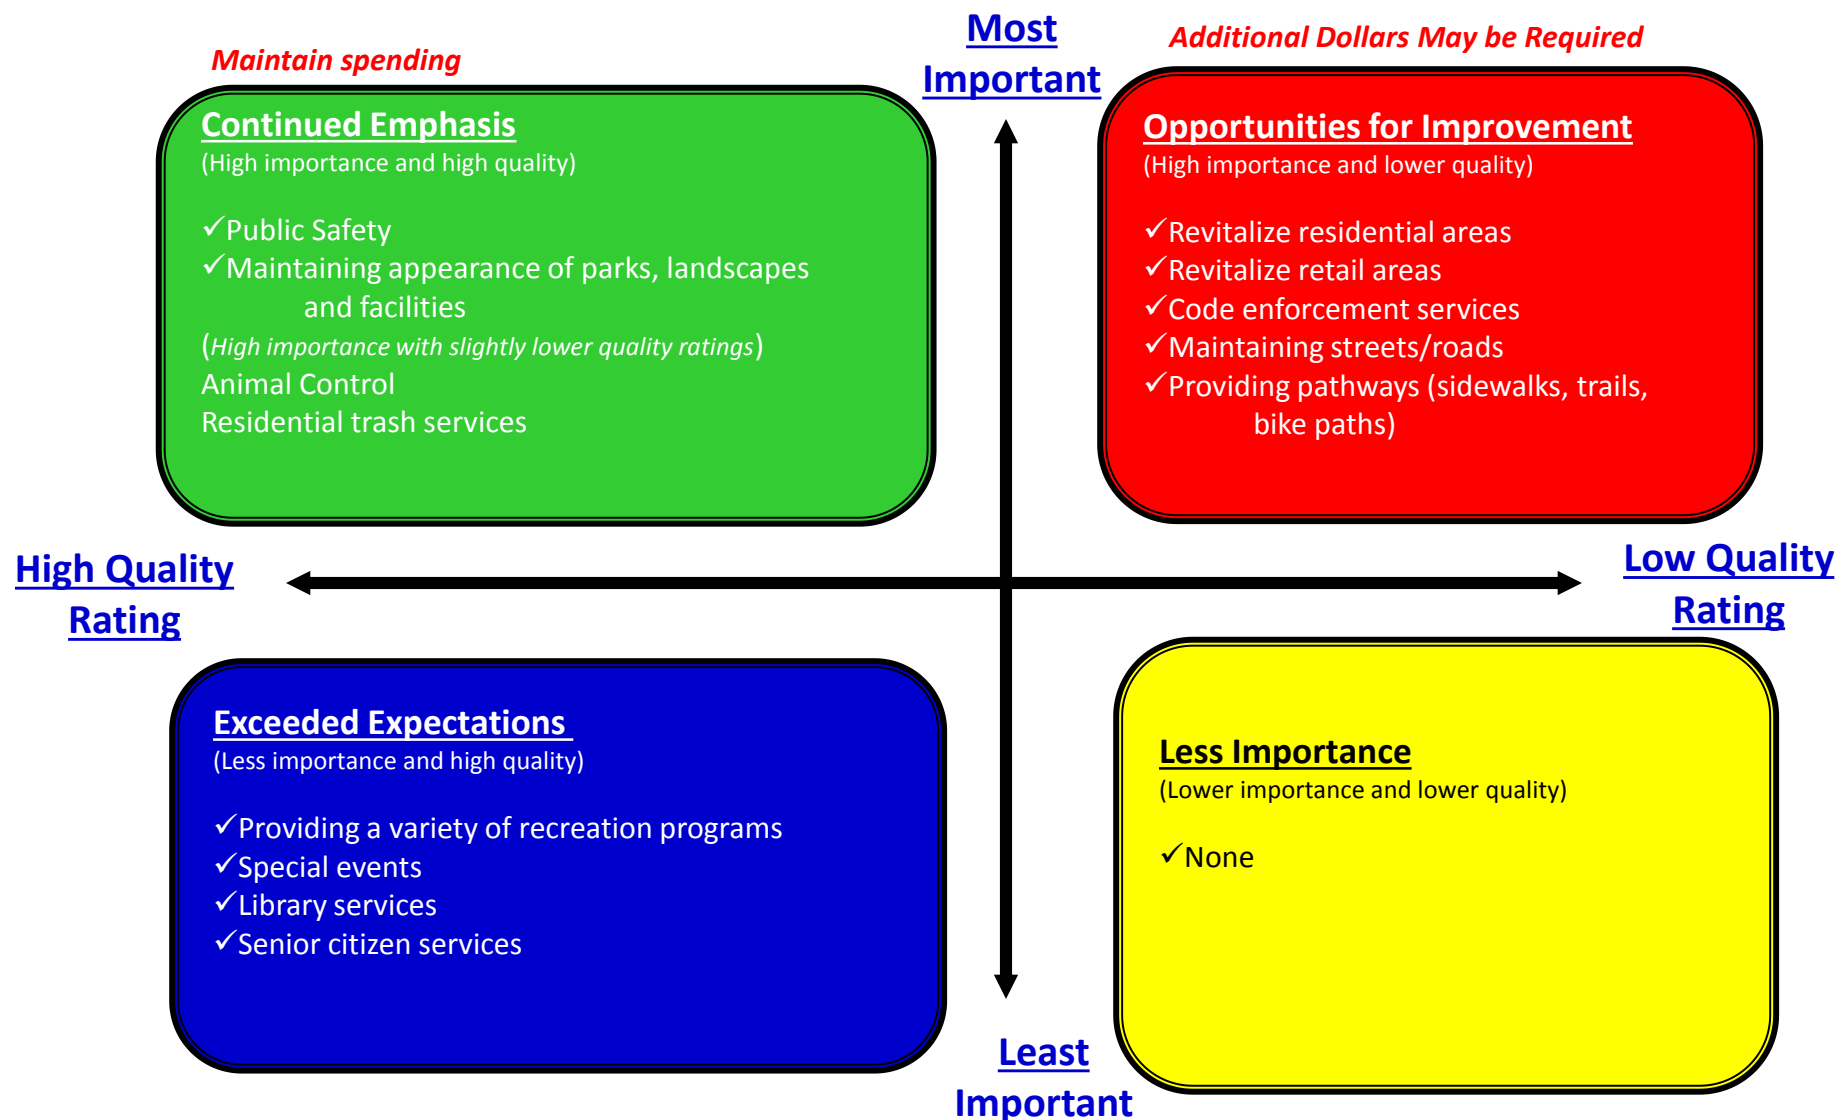 Most
Important
Maintain spending
Additional Dollars May be Required
Continued Emphasis
(High importance and high quality)
✓Public Safety
✓Maintaining appearance of parks, landscapes
and facilities
(High importance with slightly lower quality ratings)
Animal Control
Residential trash services
Opportunities for Improvement
(High importance and lower quality)
✓Revitalize residential areas
✓Revitalize retail areas
✓Code enforcement services
✓Maintaining streets/roads
✓Providing pathways (sidewalks, trails,
bike paths)
High Quality
Rating
Low Quality
Rating
Exceeded Expectations
(Less importance and high quality)
✓Providing a variety of recreation programs
✓Special events
✓Library services
✓Senior citizen services
Less Importance
(Lower importance and lower quality)
✓None
Least
Important